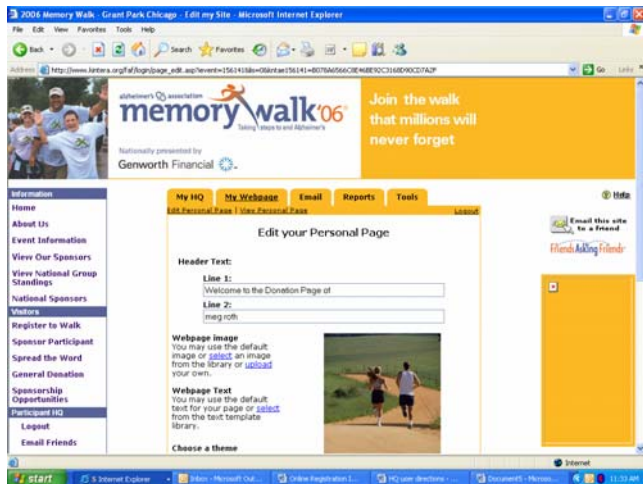 2006 Memory Walk - Grant Park Chicago - Edit my Site - Microsoft Internet Explorer
File Edit View Favorites Tools Help
Back Search Favorites
Address Go Links
alzheimer's association
memory walk '06
Taking steps to end Alzheimer's
Nationally presented by
Genworth Financial
Join the walk
that millions will
never forget
Information
Home
About Us
Event Information
View Our Sponsors
View National Group
Standings
National Sponsors
Visitors
Register to Walk
Sponsor Participant
Spread the Word
General Donation
Sponsorship
Opportunities
Participant HQ
Logout
Email Friends
My HQ My Webpage Email Reports Tools
Edit Personal Page | View Personal Page Logout
Edit your Personal Page
Header Text:
Line 1:
Welcome to the Donation Page of
Line 2:
meg roth
Webpage image
You may use the default
image or select an image
from the library or upload
your own.
Webpage Text
You may use the default
text for your page or select
from the text template
library.
Choose a theme
Help
Email this site
to a friend
Friends Asking Friends
Internet
start 5 Internet Explorer Inbox - Microsoft Out... Online Registration I... HQ user directions - ... Document5 - Micros... 11:33 AM